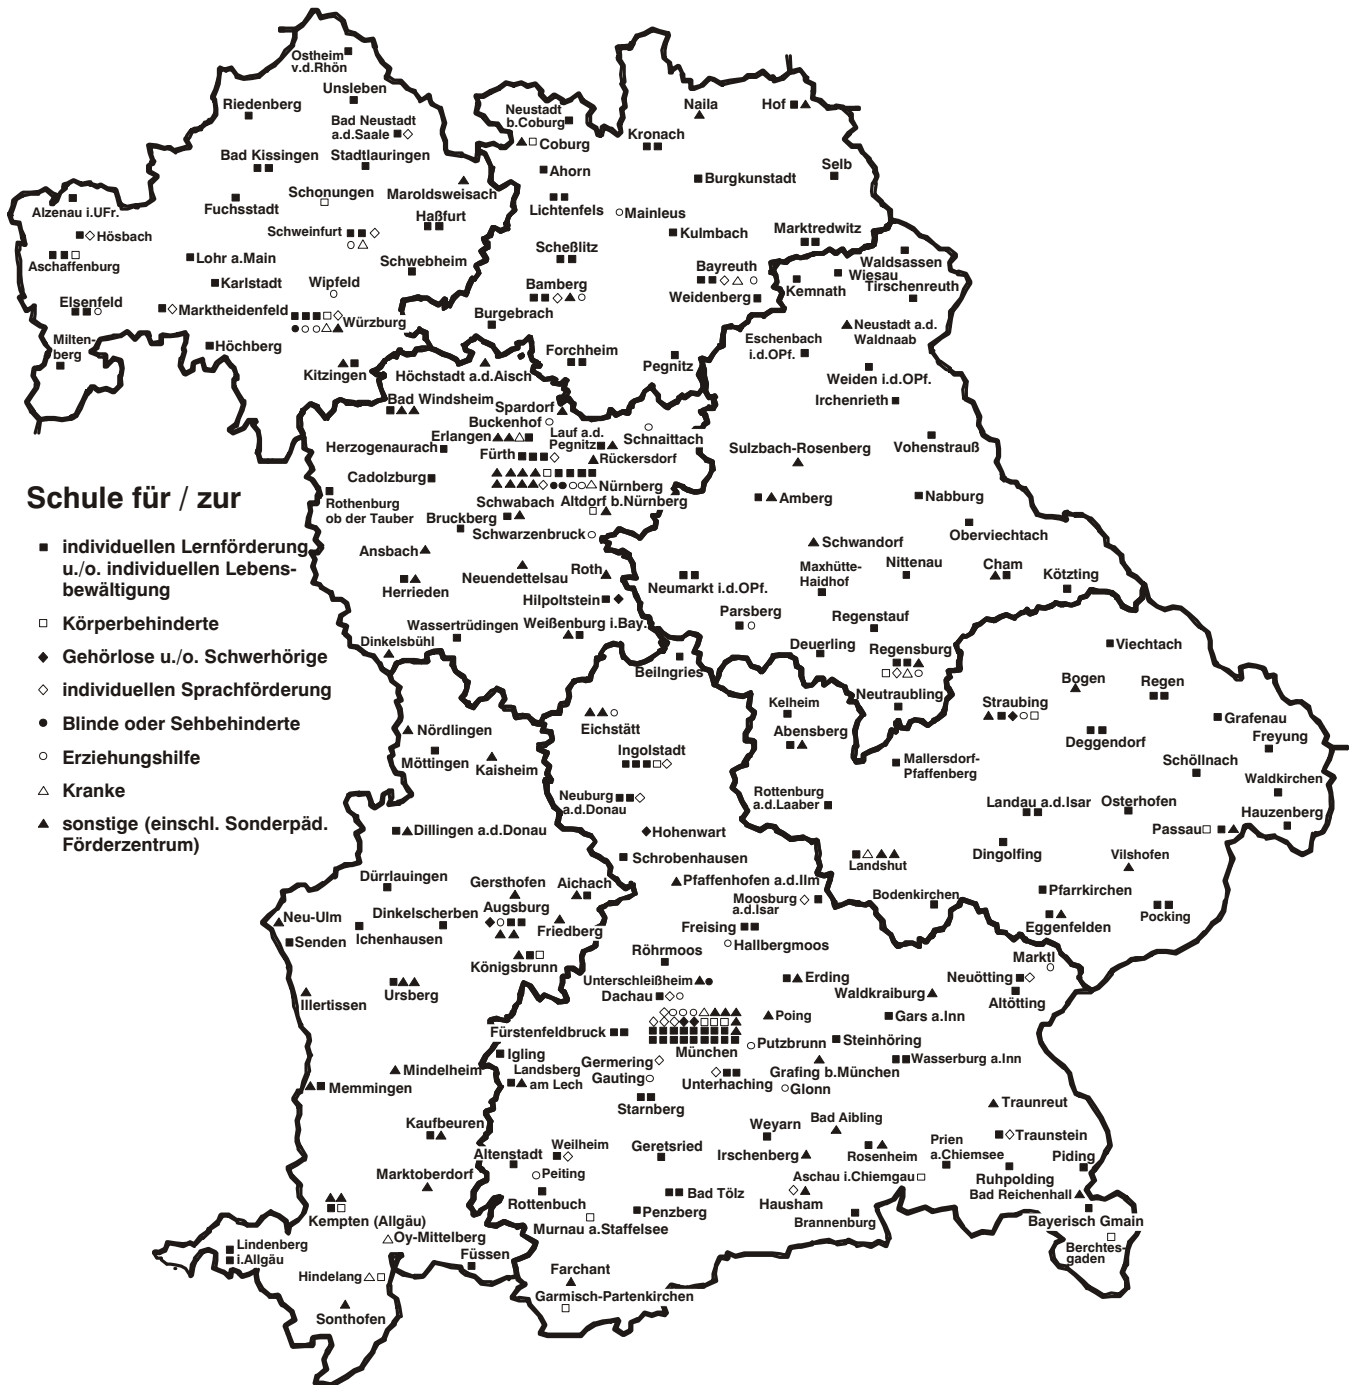 Ostheim
v.d.Rhön
Unsleben
Riedenberg
Bad Neustadt
a.d.Saale
Bad Kissingen
Stadtlauringen
Schonungen
Maroldsweisach
Alzenau i.UFr.
Fuchsstadt
Haßfurt
Hösbach
Schweinfurt
Aschaffenburg
Lohr a.Main
Schwebheim
Karlstadt
Wipfeld
Elsenfeld
Marktheidenfeld
Würzburg
Milten-
berg
Höchberg
Kitzingen
Neustadt
b.Coburg
Coburg
Naila
Hof
Kronach
Ahorn
Burgkunstadt
Selb
Lichtenfels
Mainleus
Kulmbach
Marktredwitz
Scheßlitz
Bamberg
Bayreuth
Weidenberg
Burgebrach
Forchheim
Pegnitz
Waldsassen
Wiesau
Kemnath
Tirschenreuth
Neustadt a.d.
Waldnaab
Eschenbach
i.d.OPf.
Weiden i.d.OPf.
Irchenrieth
Vohenstrauß
Sulzbach-Rosenberg
Amberg
Nabburg
Oberviechtach
Schwandorf
Nittenau
Cham
Kötzting
Maxhütte-
Haidhof
Neumarkt i.d.OPf.
Parsberg
Regenstauf
Deuerling
Regensburg
Neutraubling
Höchstadt a.d.Aisch
Bad Windsheim
Spardorf
Buckenhof
Erlangen
Lauf a.d.
Pegnitz
Schnaittach
Herzogenaurach
Fürth
Rückersdorf
Cadolzburg
Nürnberg
Rothenburg
ob der Tauber
Schwabach
Altdorf b.Nürnberg
Bruckberg
Schwarzenbruck
Ansbach
Neuendettelsau
Roth
Herrieden
Hilpoltstein
Wassertrüdingen
Weißenburg i.Bay.
Dinkelsbühl
Schule für / zur
individuellen Lernförderung
u./o. individuellen Lebens-
bewältigung
Körperbehinderte
Gehörlose u./o. Schwerhörige
individuellen Sprachförderung
Blinde oder Sehbehinderte
Erziehungshilfe
Kranke
sonstige (einschl. Sonderpäd.
Förderzentrum)
Beilngries
Viechtach
Bogen
Regen
Kelheim
Straubing
Grafenau
Abensberg
Deggendorf
Freyung
Mallersdorf-
Pfaffenberg
Schöllnach
Waldkirchen
Rottenburg
a.d.Laaber
Landau a.d.Isar
Osterhofen
Hauzenberg
Passau
Landshut
Dingolfing
Vilshofen
Bodenkirchen
Pfarrkirchen
Eggenfelden
Pocking
Nördlingen
Möttingen
Kaisheim
Dillingen a.d.Donau
Dürrlauingen
Gersthofen
Aichach
Neu-Ulm
Dinkelscherben
Augsburg
Senden
Ichenhausen
Friedberg
Königsbrunn
Illertissen
Ursberg
Mindelheim
Memmingen
Kaufbeuren
Marktoberdorf
Kempten (Allgäu)
Oy-Mittelberg
Lindenberg
i.Allgäu
Füssen
Hindelang
Sonthofen
Eichstätt
Ingolstadt
Neuburg
a.d.Donau
Hohenwart
Schrobenhausen
Pfaffenhofen a.d.Ilm
Moosburg
a.d.Isar
Freising
Hallbergmoos
Röhrmoos
Marktl
Unterschleißheim
Erding
Neuötting
Dachau
Waldkraiburg
Altötting
Fürstenfeldbruck
Poing
Gars a.Inn
München
Putzbrunn
Steinhöring
Igling
Germering
Wasserburg a.Inn
Landsberg
am Lech
Gauting
Unterhaching
Grafing b.München
Glonn
Starnberg
Traunreut
Weyarn
Bad Aibling
Altenstadt
Weilheim
Geretsried
Irschenberg
Rosenheim
Prien
a.Chiemsee
Traunstein
Piding
Peiting
Aschau i.Chiemgau
Ruhpolding
Rottenbuch
Bad Tölz
Hausham
Bad Reichenhall
Penzberg
Brannenburg
Murnau a.Staffelsee
Bayerisch Gmain
Berchtes-
gaden
Farchant
Garmisch-Partenkirchen